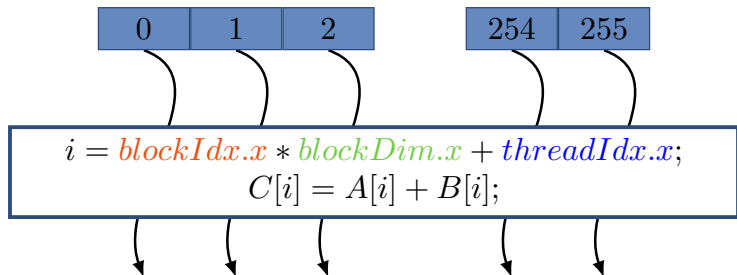 0 1 2 254 255
i = blockIdx.x * blockDim.x + threadIdx.x;
C[i] = A[i] + B[i];